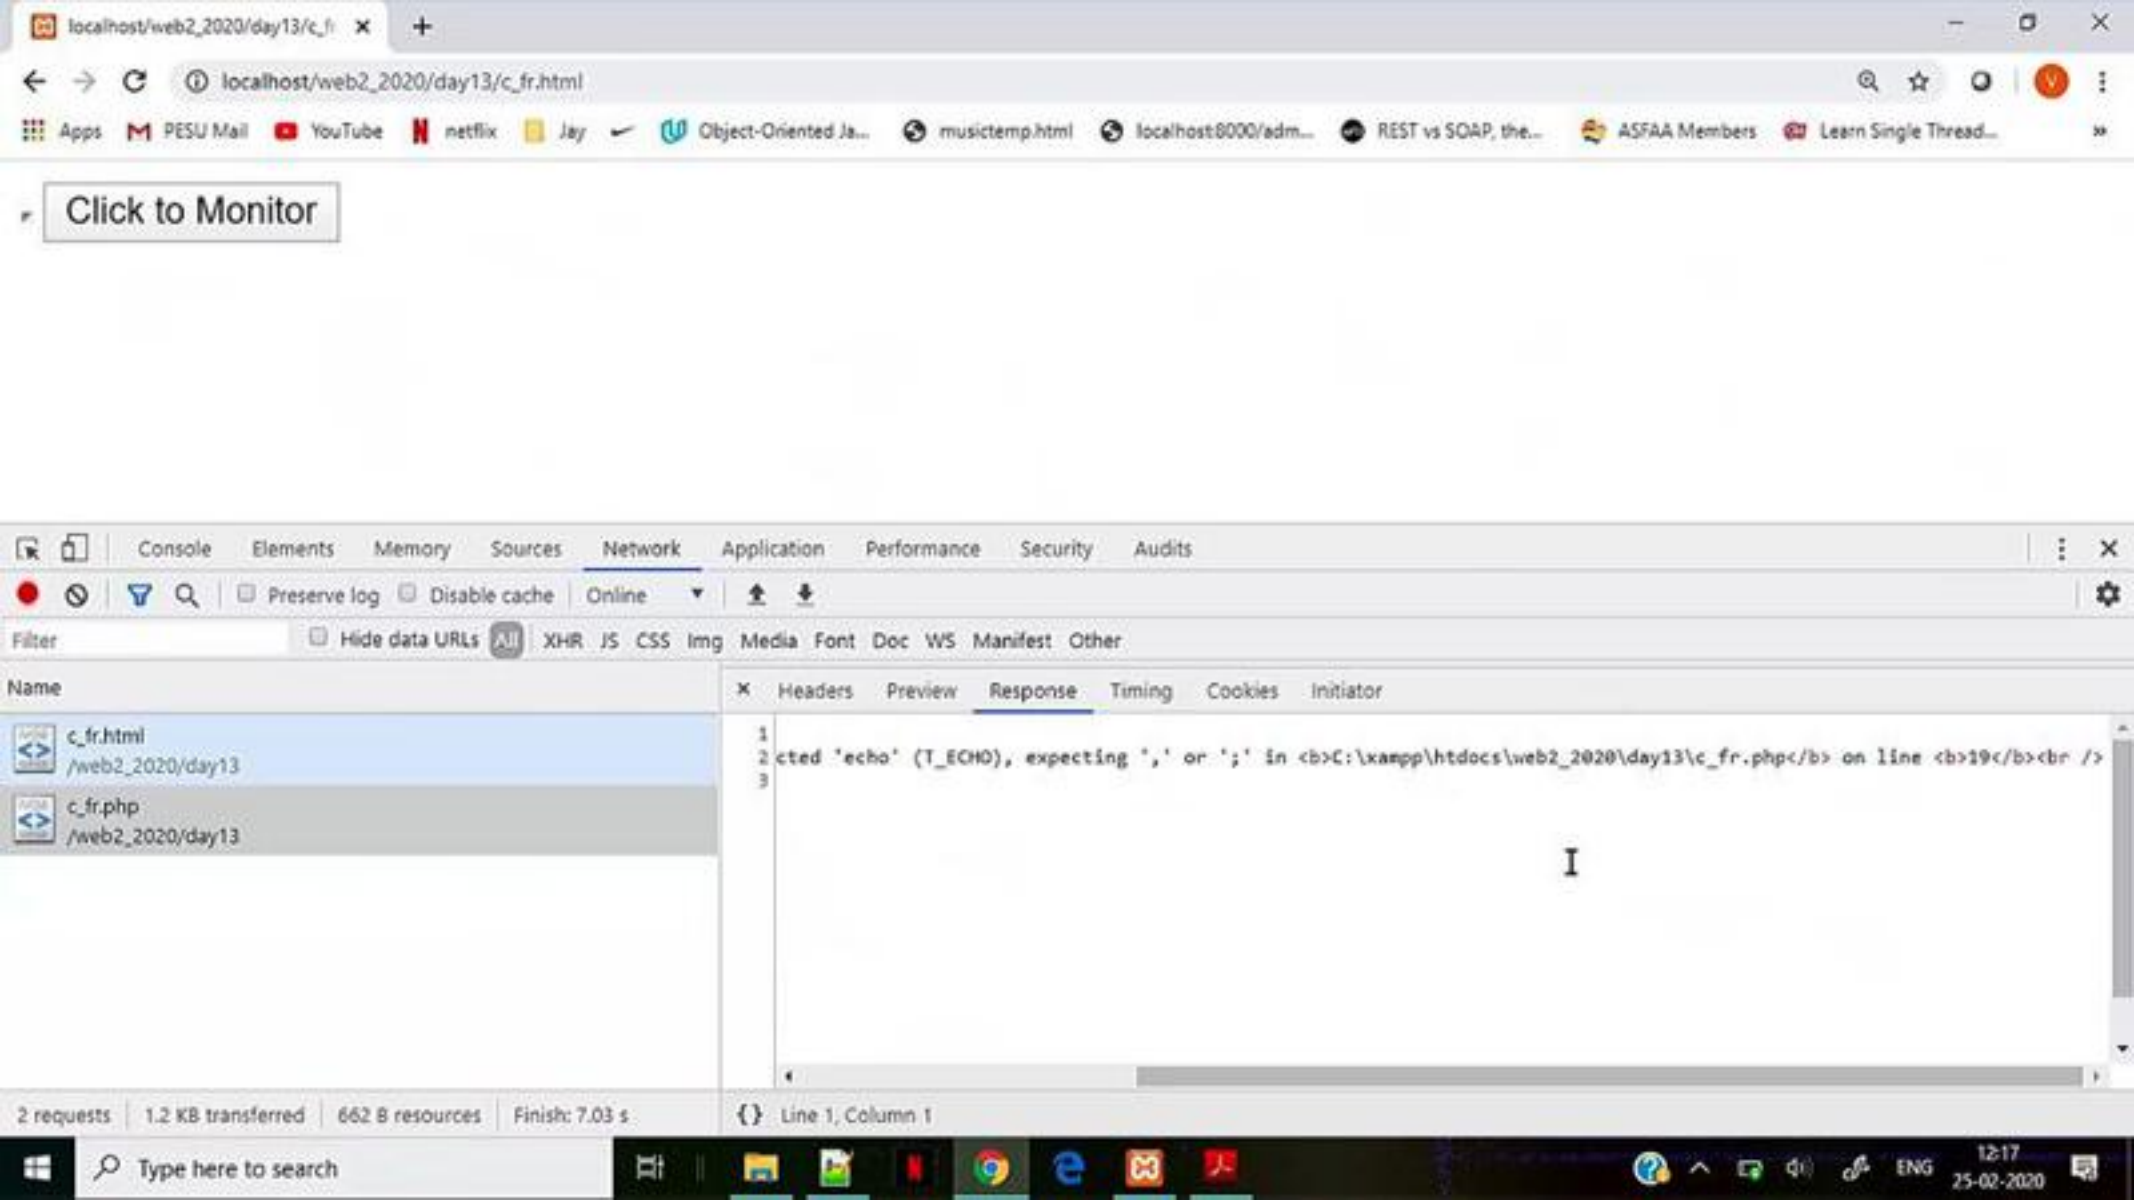 localhost/web2_2020/day13/c_fr
localhost/web2_2020/day13/c_fr.html
V
Apps PESU Mail YouTube netflix Jay Object-Oriented Ja... musictemp.html localhost:8000/adm... REST vs SOAP, the... ASFAA Members Learn Single Thread... »
Click to Monitor
Console Elements Memory Sources Network Application Performance Security Audits
Preserve log Disable cache Online
Filter Hide data URLs All XHR JS CSS Img Media Font Doc WS Manifest Other
Name
Headers Preview Response Timing Cookies Initiator
c_fr.html
/web2_2020/day13
c_fr.php
/web2_2020/day13
1
2 cted 'echo' (T_ECHO), expecting ',' or ';' in <b>C:\xampp\htdocs\web2_2020\day13\c_fr.php</b> on line <b>19</b><br />
3
2 requests 1.2 KB transferred 662 B resources Finish: 7.03 s
{} Line 1, Column 1
Type here to search
ENG
12:17
25-02-2020